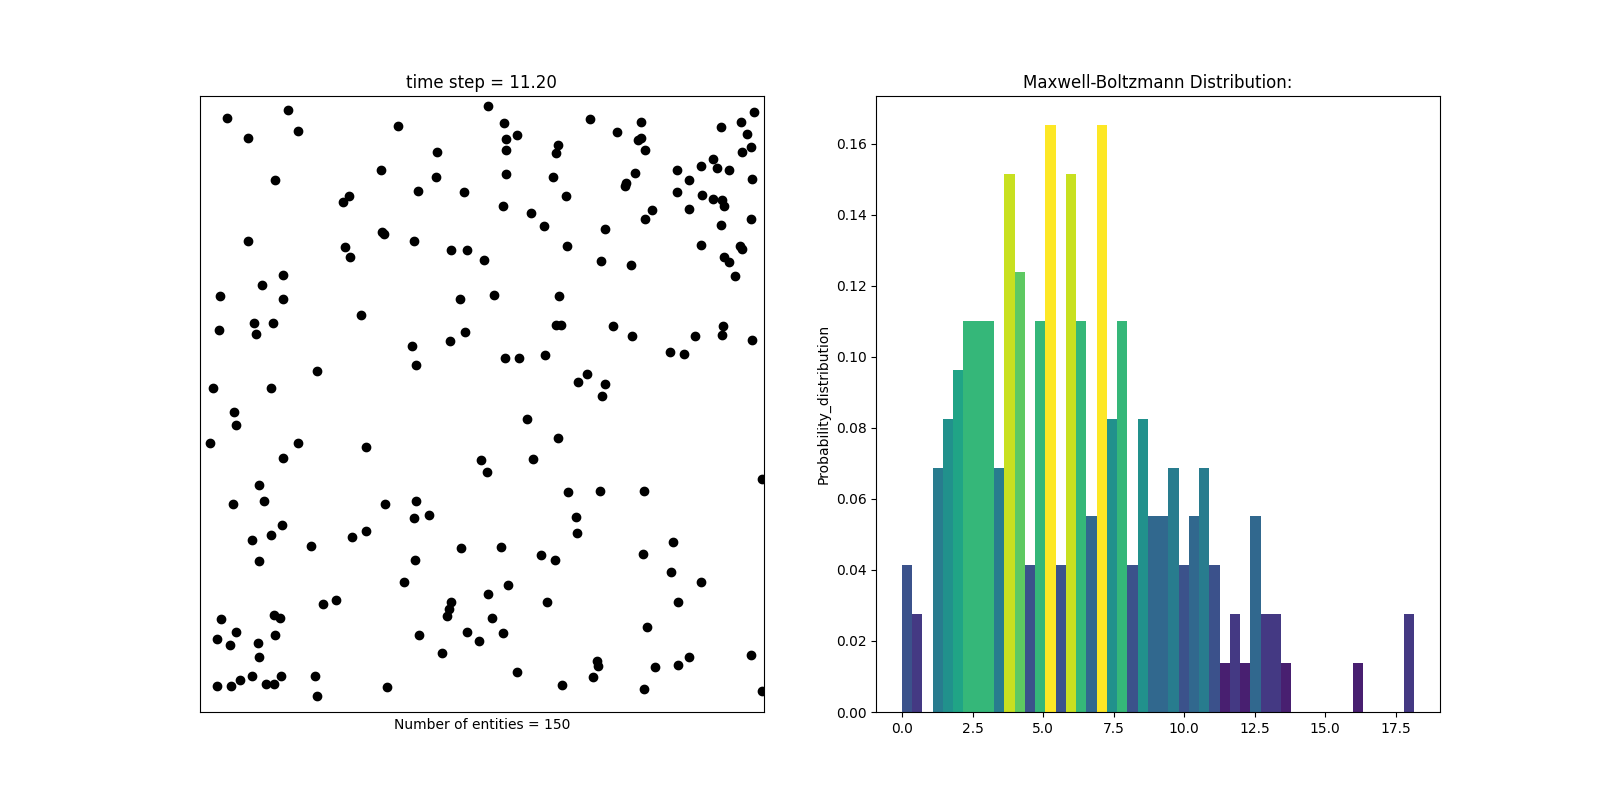 time step = 11.20
Number of entities = 150
Maxwell-Boltzmann Distribution:
Probability_distribution
0.16
0.14
0.12
0.10
0.08
0.06
0.04
0.02
0.00
0.0 2.5 5.0 7.5 10.0 12.5 15.0 17.5